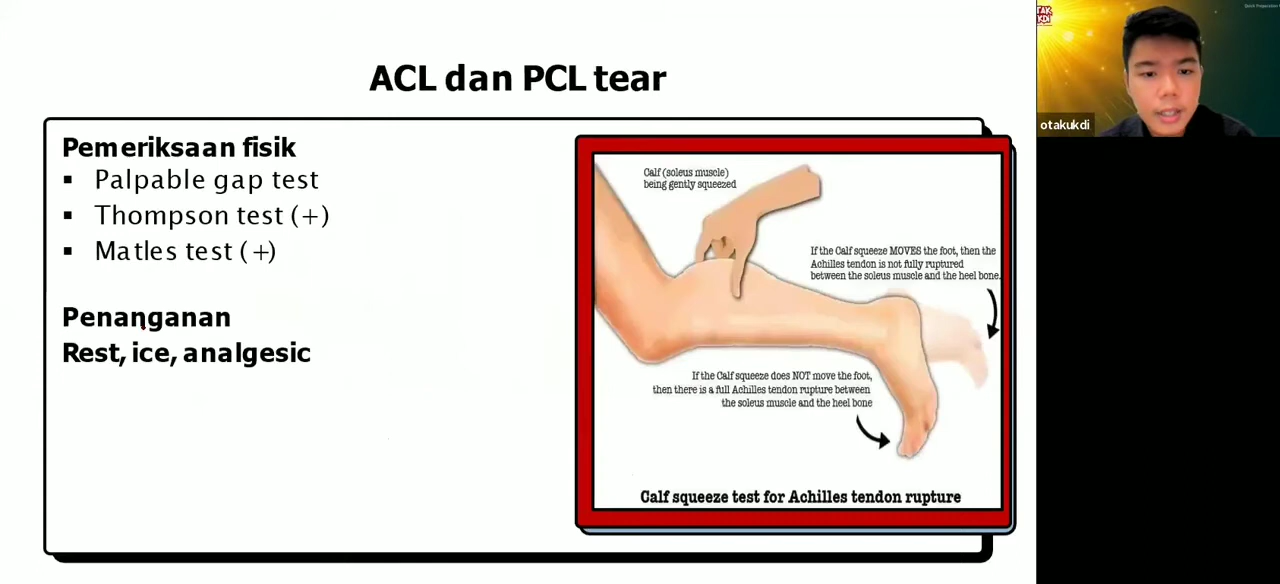 ACL dan PCL tear
Pemeriksaan fisik
▪ Palpable gap test
▪ Thompson test (+)
▪ Matles test (+)
Penanganan
Rest, ice, analgesic
Calf (soleus muscle)
being gently squeezed
If the Calf squeeze MOVES the foot, then the
Achilles tendon is not fully ruptured
between the soleus muscle and the heel bone.
If the Calf squeeze does NOT move the foot,
then there is a full Achilles tendon rupture between
the soleus muscle and the heel bone
Calf squeeze test for Achilles tendon rupture
otakukdi